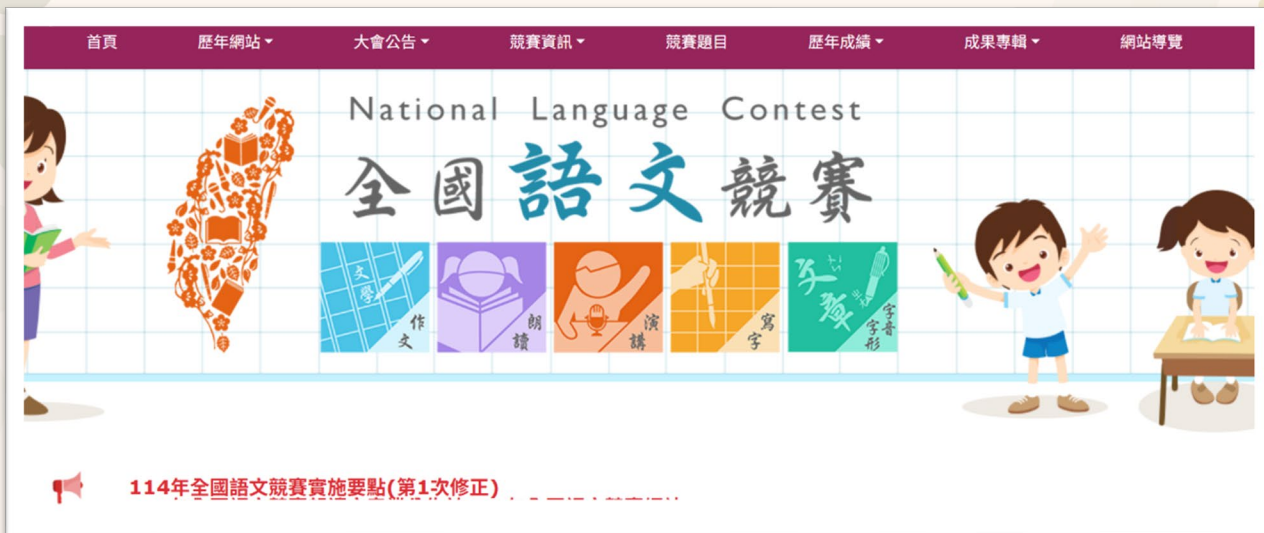 首頁 歷年網站 大會公告 競賽資訊 競賽題目 歷年成績 成果專輯 網站導覽
National Language Contest
全國語文競賽
文學 作文
朗讀
演講
寫字
文章 字音字形
114年全國語文競賽實施要點(第1次修正)